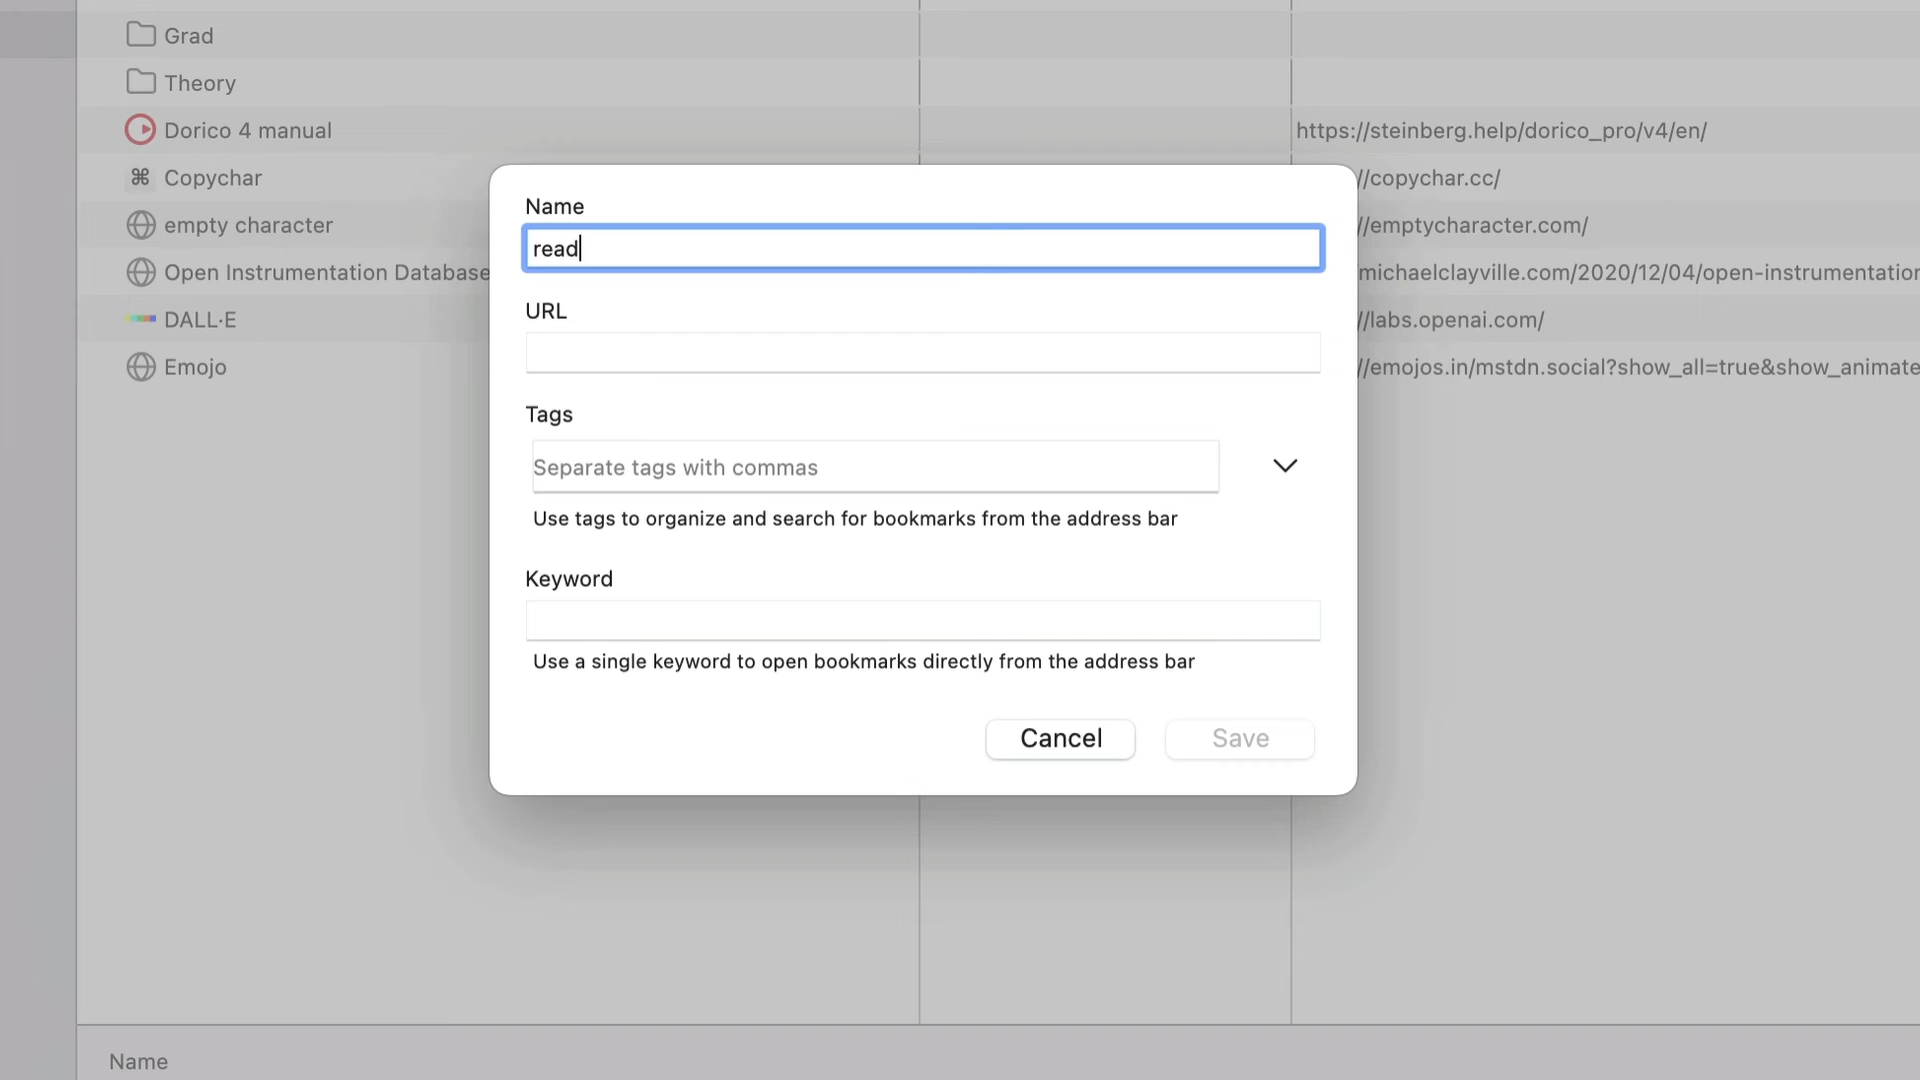 Grad
Theory
Dorico 4 manual
https://steinberg.help/dorico_pro/v4/en/
⌘ Copychar
//copychar.cc/
empty character
//emptycharacter.com/
Open Instrumentation Database
michaelclayville.com/2020/12/04/open-instrumentation
DALL·E
//labs.openai.com/
Emojo
//emojos.in/mstdn.social?show_all=true&show_animate
Name
read
URL
Tags
Separate tags with commas
Use tags to organize and search for bookmarks from the address bar
Keyword
Use a single keyword to open bookmarks directly from the address bar
Cancel
Save
Name